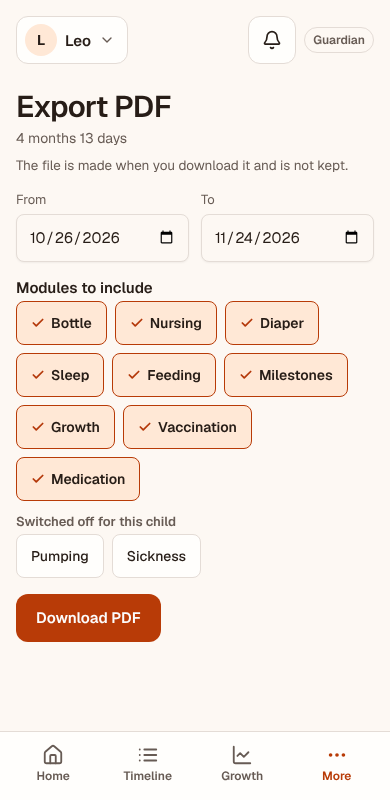 L Leo Guardian
Export PDF
4 months 13 days
The file is made when you download it and is not kept.
From To
10/26/2026 11/24/2026
Modules to include
Bottle Nursing Diaper
Sleep Feeding Milestones
Growth Vaccination
Medication
Switched off for this child
Pumping Sickness
Download PDF
Home Timeline Growth More